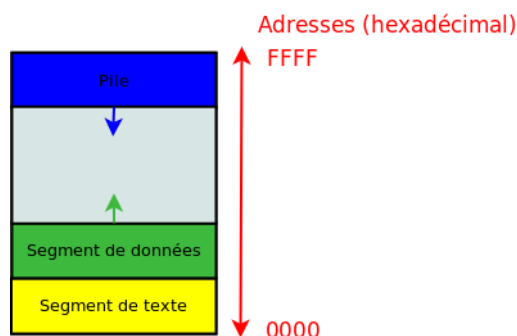 Adresses (hexadécimal)
FFFF
Pile
Segment de données
Segment de texte
0000